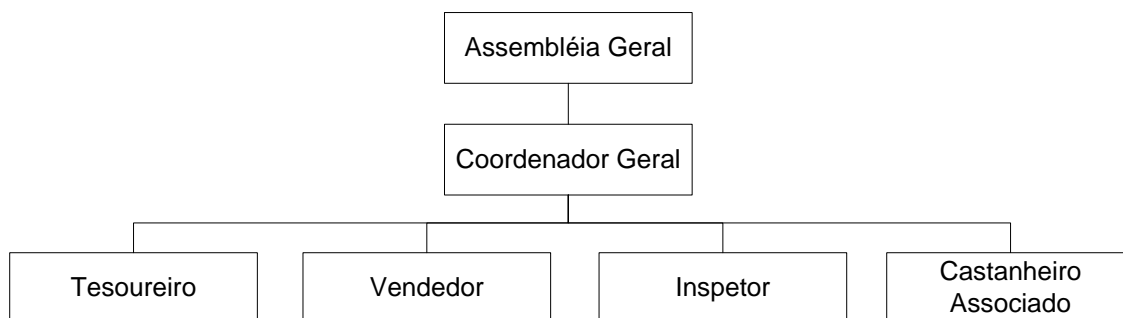 Assembléia Geral
Coordenador Geral
Tesoureiro
Vendedor
Inspetor
Castanheiro
Associado